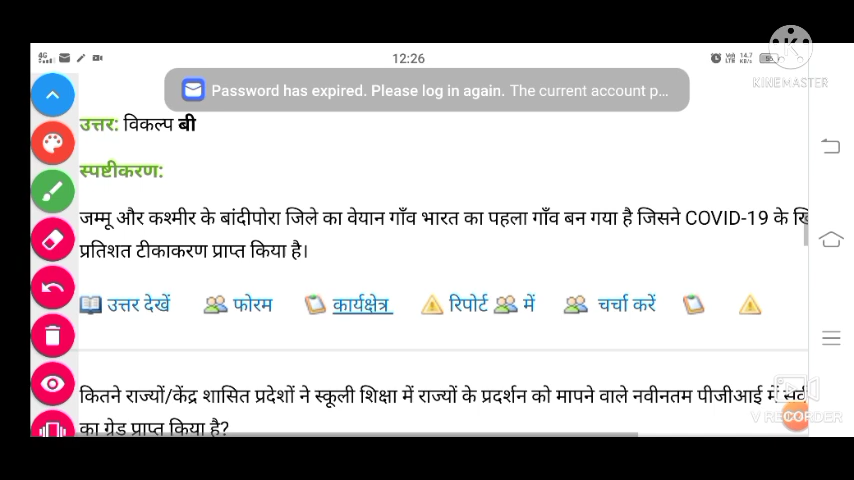 12:26
KINEMASTER
Password has expired. Please log in again. The current account p...
उत्तर: विकल्प बी
स्पष्टीकरण:
जम्मू और कश्मीर के बांदीपोरा जिले का वेयान गाँव भारत का पहला गाँव बन गया है जिसने COVID-19 के
प्रतिशत टीकाकरण प्राप्त किया है।
उत्तर देखें फोरम कार्यक्षेत्र रिपोर्ट में चर्चा करें
कितने राज्यों/केंद्र शासित प्रदेशों ने स्कूली शिक्षा में राज्यों के प्रदर्शन को मापने वाले नवीनतम पीजीआई में
का ग्रेड प्राप्त किया है?
V RECORDER